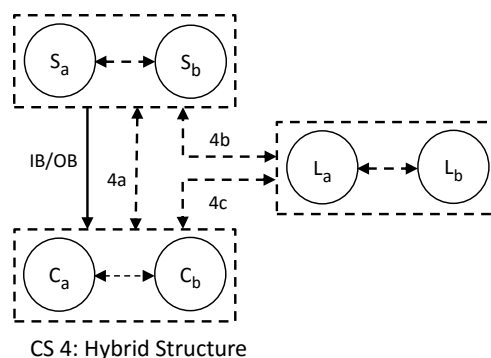 Sa Sb
IB/OB 4a 4b
La Lb
4c
Ca Cb
CS 4: Hybrid Structure